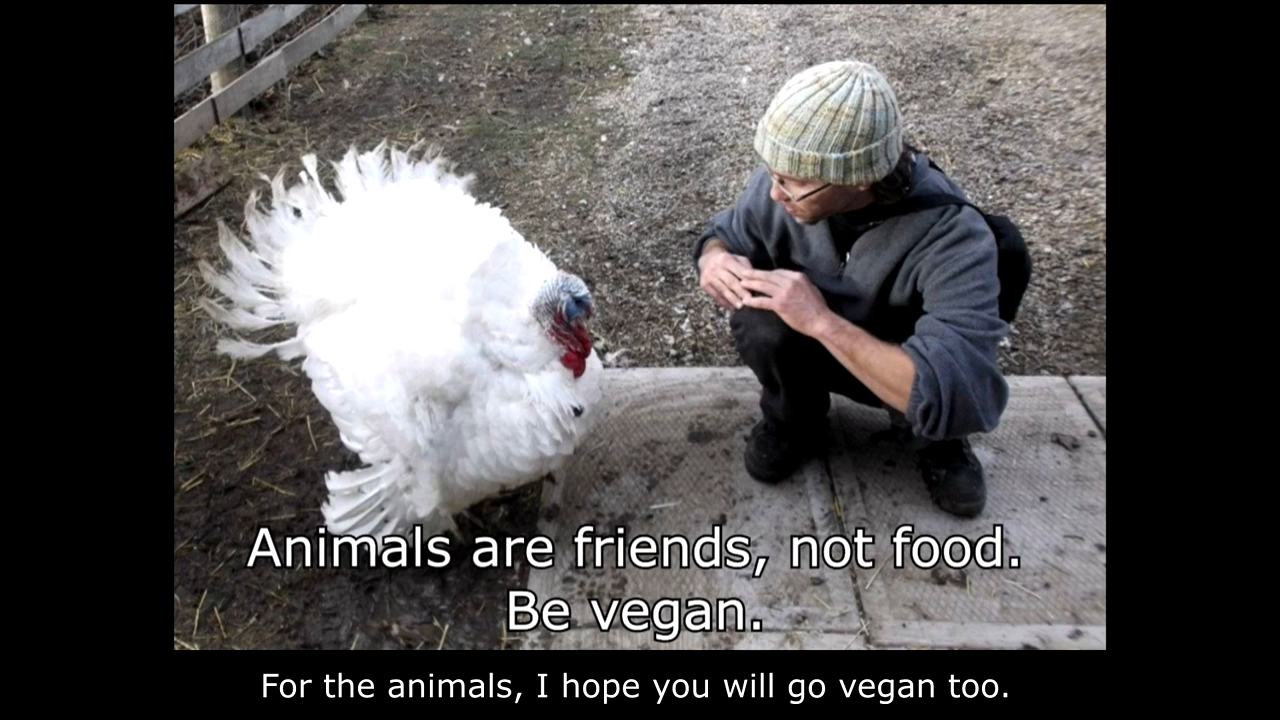 Animals are friends, not food.
Be vegan.
For the animals, I hope you will go vegan too.